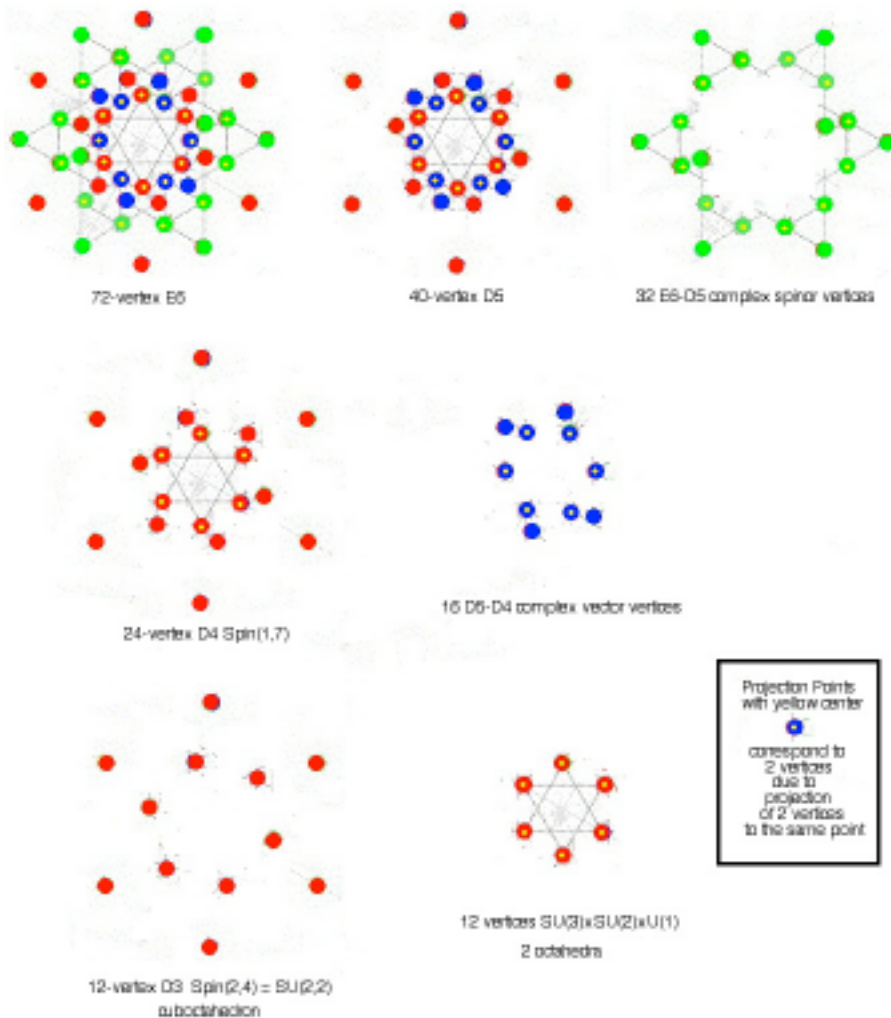 72-vertex E6
40-vertex D5
32 E6-D5 complex spinor vertices
24-vertex D4 Spin(1,7)
16 D5-D4 complex vector vertices
Projection Points
with yellow center
correspond to
2 vertices
due to
projection
of 2 vertices
to the same point
12 vertices SU(3)xSU(2)xU(1)
2 octahedra
12-vertex D3 Spin(2,4) = SU(2,2)
cuboctahedron